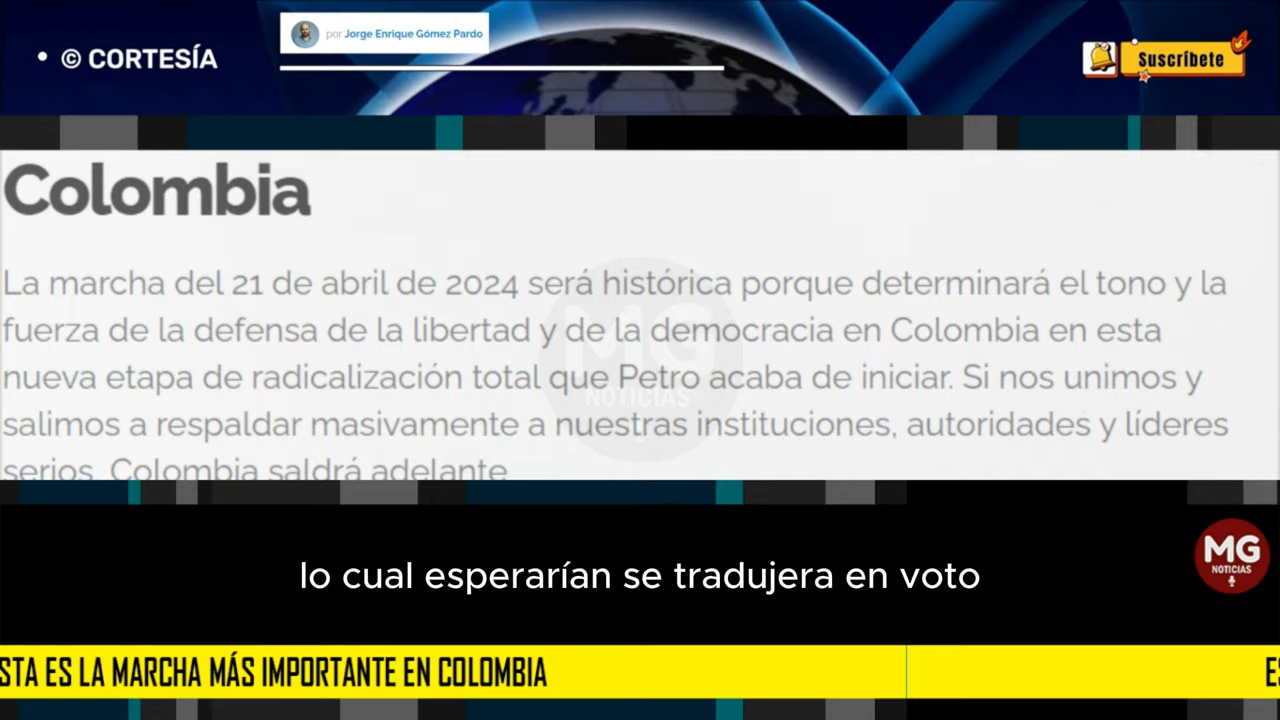 • © CORTESÍA
por Jorge Enrique Gómez Pardo
Suscríbete
Colombia
La marcha del 21 de abril de 2024 será histórica porque determinará el tono y la
fuerza de la defensa de la libertad y de la democracia en Colombia en esta
nueva etapa de radicalización total que Petro acaba de iniciar. Si nos unimos y
salimos a respaldar masivamente a nuestras instituciones, autoridades y líderes
serios, Colombia saldrá adelante
MG
NOTICIAS
lo cual esperarían se tradujera en voto
MG
NOTICIAS
STA ES LA MARCHA MÁS IMPORTANTE EN COLOMBIA